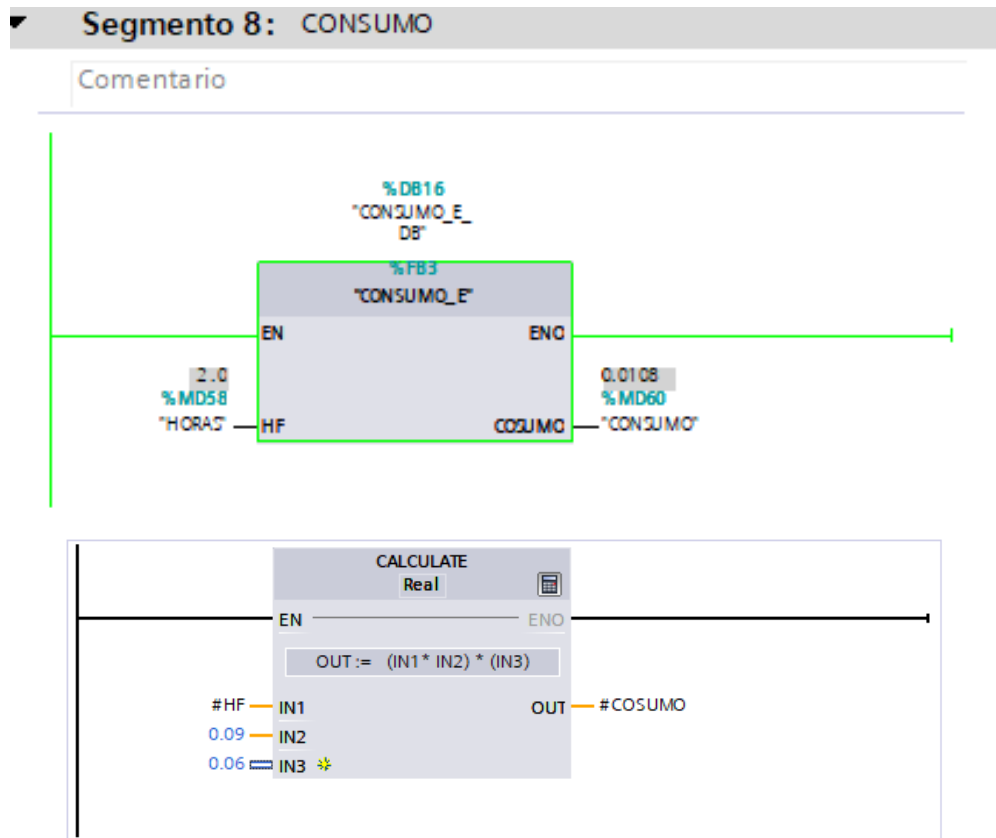 Segmento 8: CONSUMO
Comentario
%DB16
"CONSUMO_E_
DB"
%FB3
"CONSUMO_E"
EN ENO
2.0 0.0108
%MD58 %MD60
"HORAS" HF COSUMO "CONSUMO"
CALCULATE
Real
EN ENO
OUT := (IN1* IN2) * (IN3)
#HF IN1 OUT #COSUMO
0.09 IN2
0.06 IN3